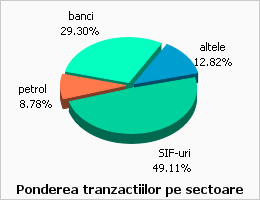 banci
29.30%
altele
12.82%
petrol
8.78%
SIF-uri
49.11%
Ponderea tranzactiilor pe sectoare